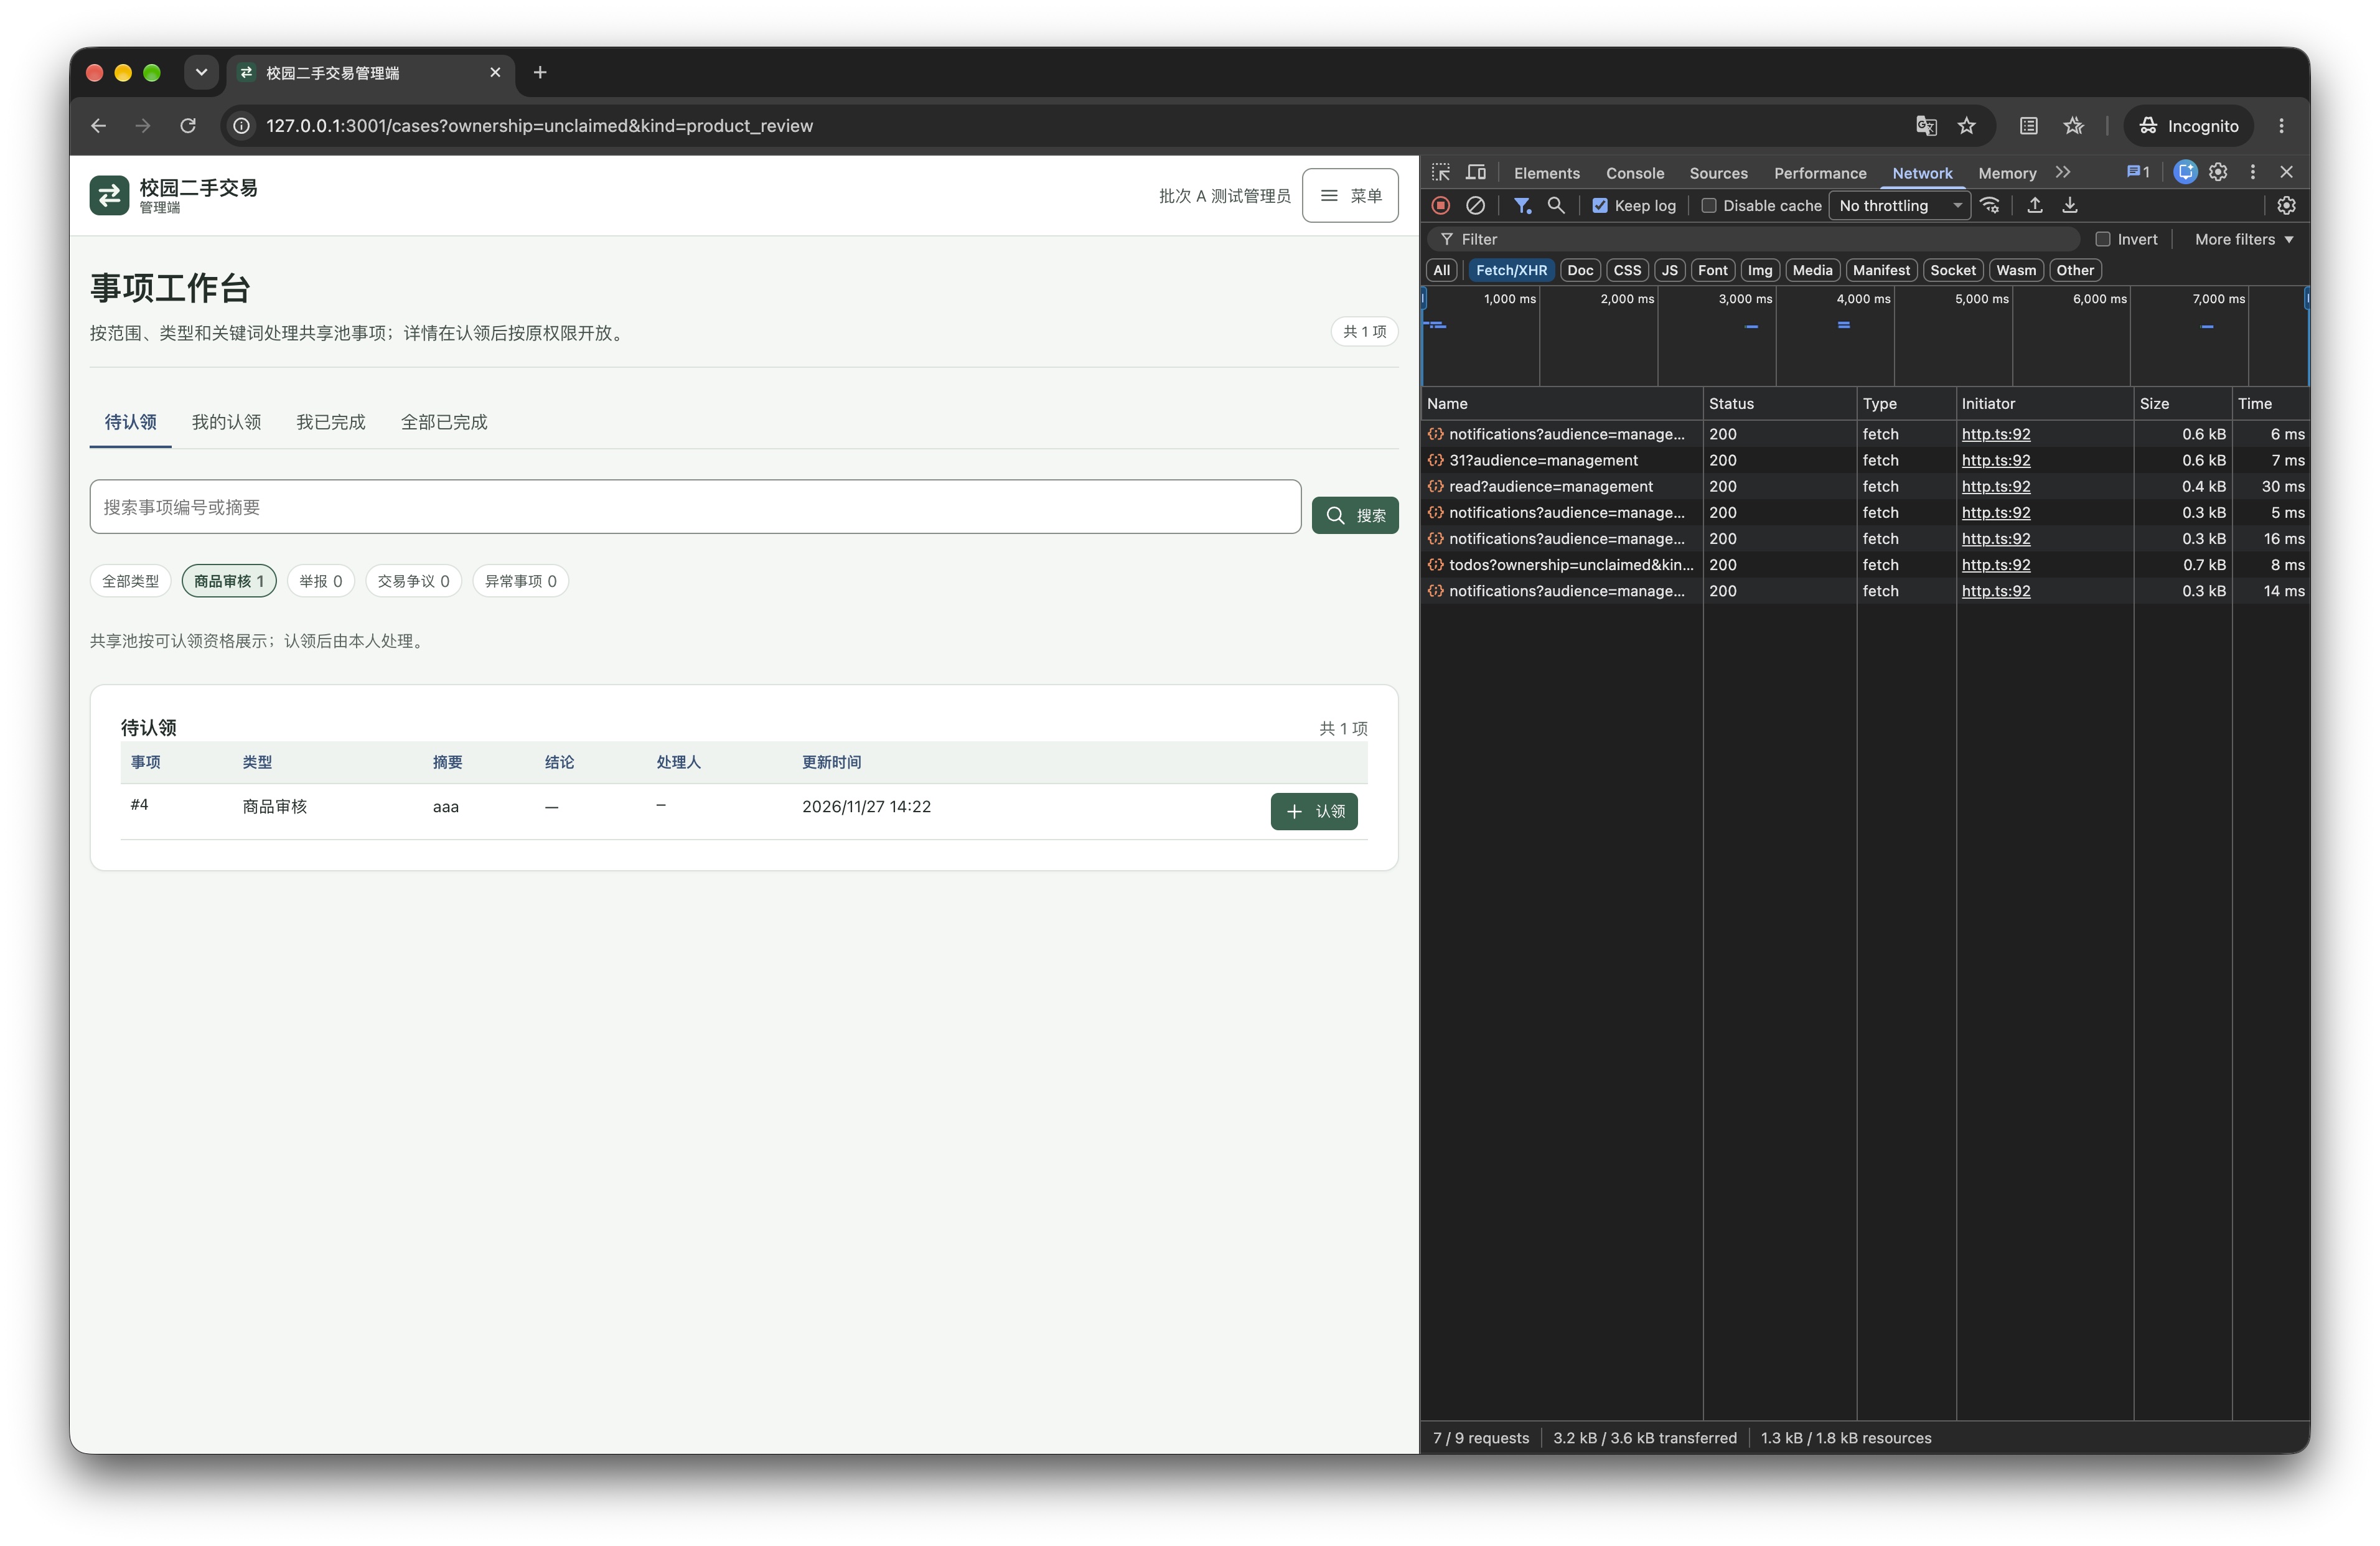 校园二手交易管理端
127.0.0.1:3001/cases?ownership=unclaimed&kind=product_review
Incognito
校园二手交易
管理端
批次 A 测试管理员
菜单
事项工作台
按范围、类型和关键词处理共享池事项；详情在认领后按原权限开放。
共 1 项
待认领 我的认领 我已完成 全部已完成
搜索事项编号或摘要
搜索
全部类型 商品审核 1 举报 0 交易争议 0 异常事项 0
共享池按可认领资格展示；认领后由本人处理。
待认领 共 1 项
事项 类型 摘要 结论 处理人 更新时间
#4 商品审核 aaa — – 2026/11/27 14:22 认领
Elements Console Sources Performance Network Memory 1
Keep log Disable cache No throttling
Filter Invert More filters
All Fetch/XHR Doc CSS JS Font Img Media Manifest Socket Wasm Other
1,000 ms 2,000 ms 3,000 ms 4,000 ms 5,000 ms 6,000 ms 7,000 ms
Name Status Type Initiator Size Time
notifications?audience=manage... 200 fetch http.ts:92 0.6 kB 6 ms
31?audience=management 200 fetch http.ts:92 0.6 kB 7 ms
read?audience=management 200 fetch http.ts:92 0.4 kB 30 ms
notifications?audience=manage... 200 fetch http.ts:92 0.3 kB 5 ms
notifications?audience=manage... 200 fetch http.ts:92 0.3 kB 16 ms
todos?ownership=unclaimed&kin... 200 fetch http.ts:92 0.7 kB 8 ms
notifications?audience=manage... 200 fetch http.ts:92 0.3 kB 14 ms
7 / 9 requests 3.2 kB / 3.6 kB transferred 1.3 kB / 1.8 kB resources